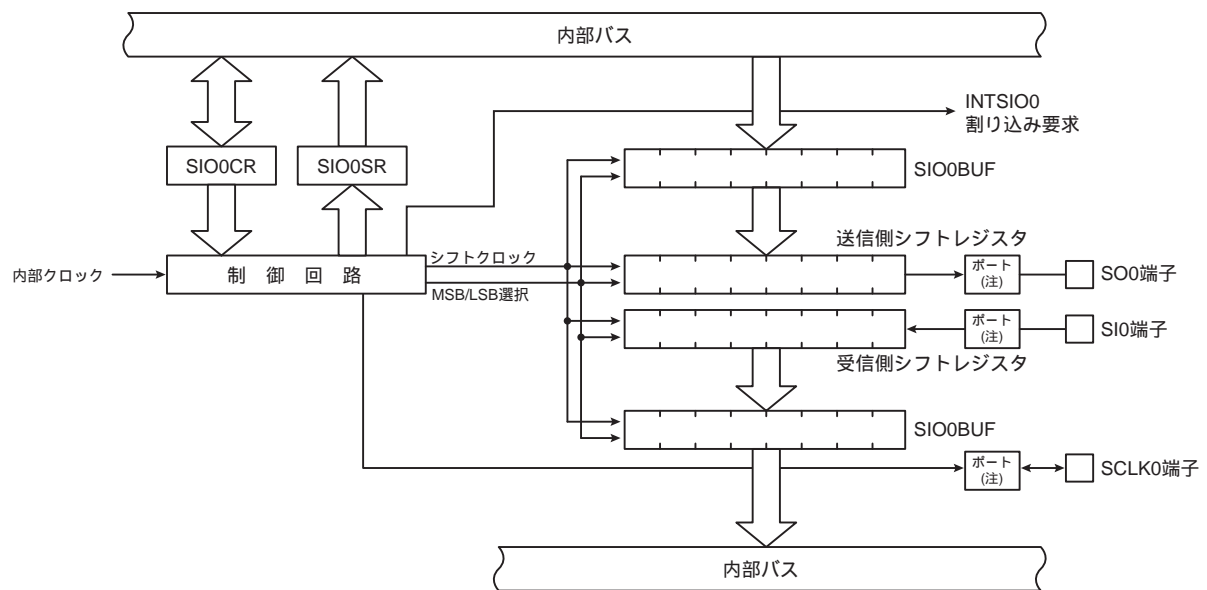 内部バス
INTSIO0
割り込み要求
SIO0CR
SIO0SR
SIO0BUF
送信側シフトレジスタ
内部クロック
制 御 回 路
シフトクロック
MSB/LSB選択
ポート
(注)
SO0端子
ポート
(注)
SI0端子
受信側シフトレジスタ
SIO0BUF
ポート
(注)
SCLK0端子
内部バス